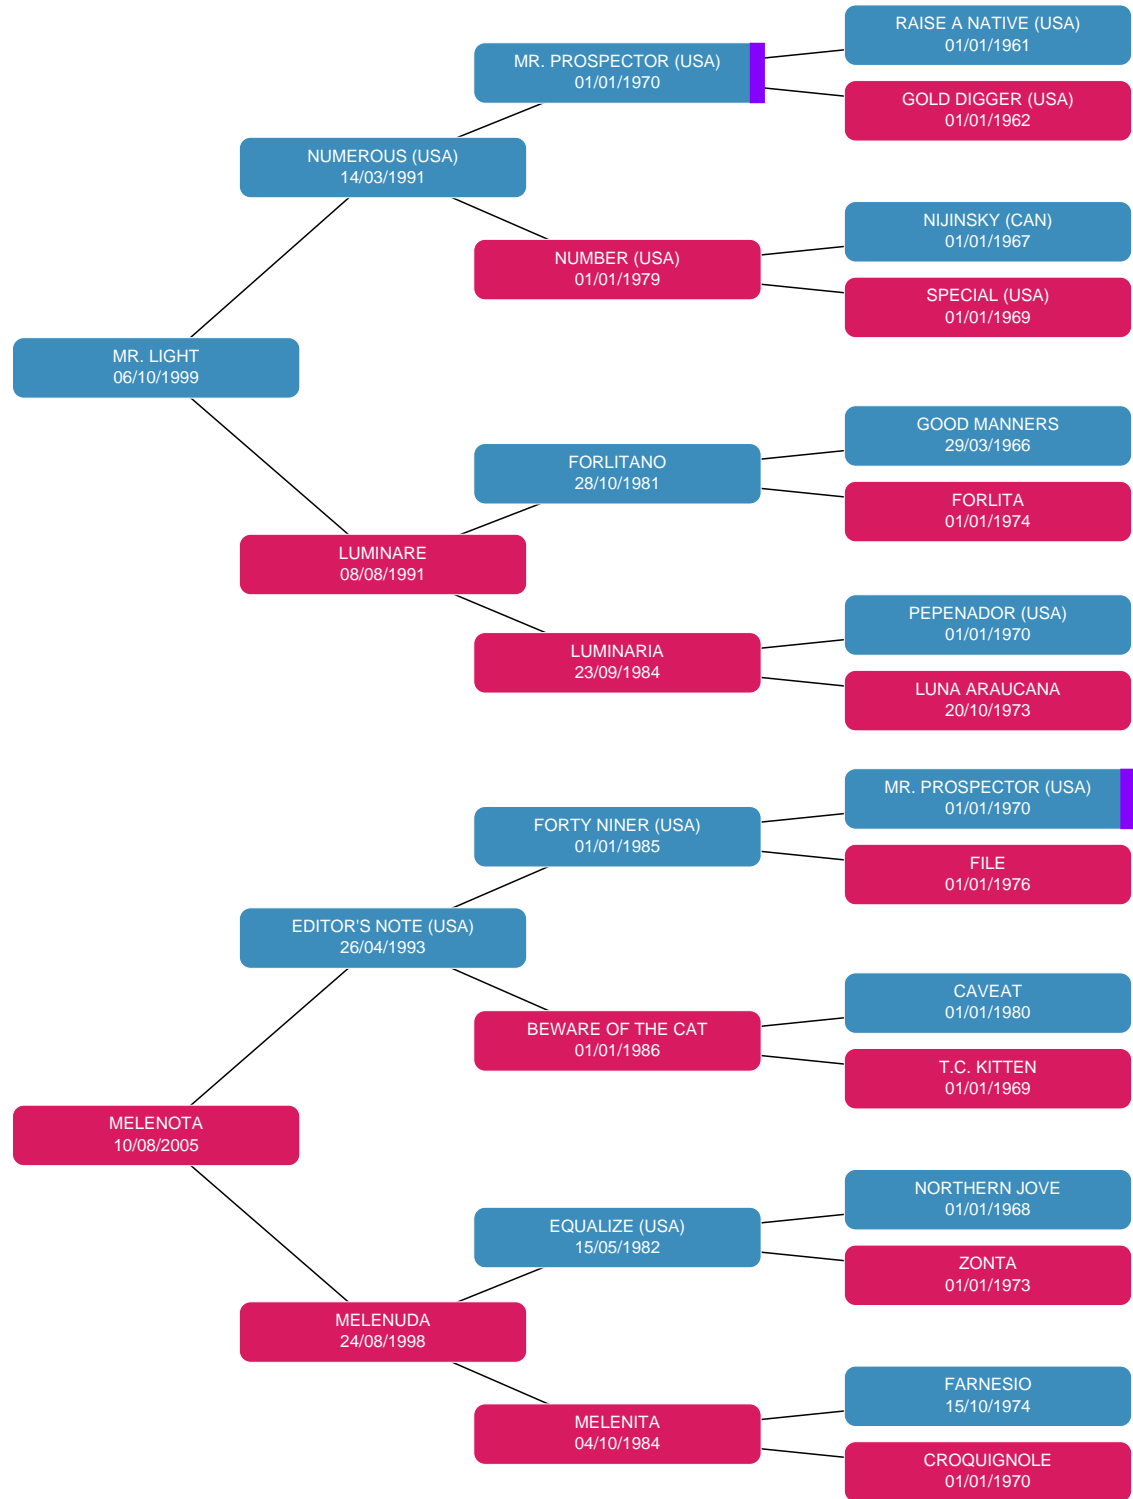 RAISE A NATIVE (USA)
01/01/1961
MR. PROSPECTOR (USA)
01/01/1970
GOLD DIGGER (USA)
01/01/1962
NUMEROUS (USA)
14/03/1991
NIJINSKY (CAN)
01/01/1967
NUMBER (USA)
01/01/1979
SPECIAL (USA)
01/01/1969
MR. LIGHT
06/10/1999
GOOD MANNERS
29/03/1966
FORLITANO
28/10/1981
FORLITA
01/01/1974
LUMINARE
08/08/1991
PEPENADOR (USA)
01/01/1970
LUMINARIA
23/09/1984
LUNA ARAUCANA
20/10/1973
MR. PROSPECTOR (USA)
01/01/1970
FORTY NINER (USA)
01/01/1985
FILE
01/01/1976
EDITOR'S NOTE (USA)
26/04/1993
CAVEAT
01/01/1980
BEWARE OF THE CAT
01/01/1986
T.C. KITTEN
01/01/1969
MELENOTA
10/08/2005
NORTHERN JOVE
01/01/1968
EQUALIZE (USA)
15/05/1982
ZONTA
01/01/1973
MELENUDA
24/08/1998
FARNESIO
15/10/1974
MELENITA
04/10/1984
CROQUIGNOLE
01/01/1970